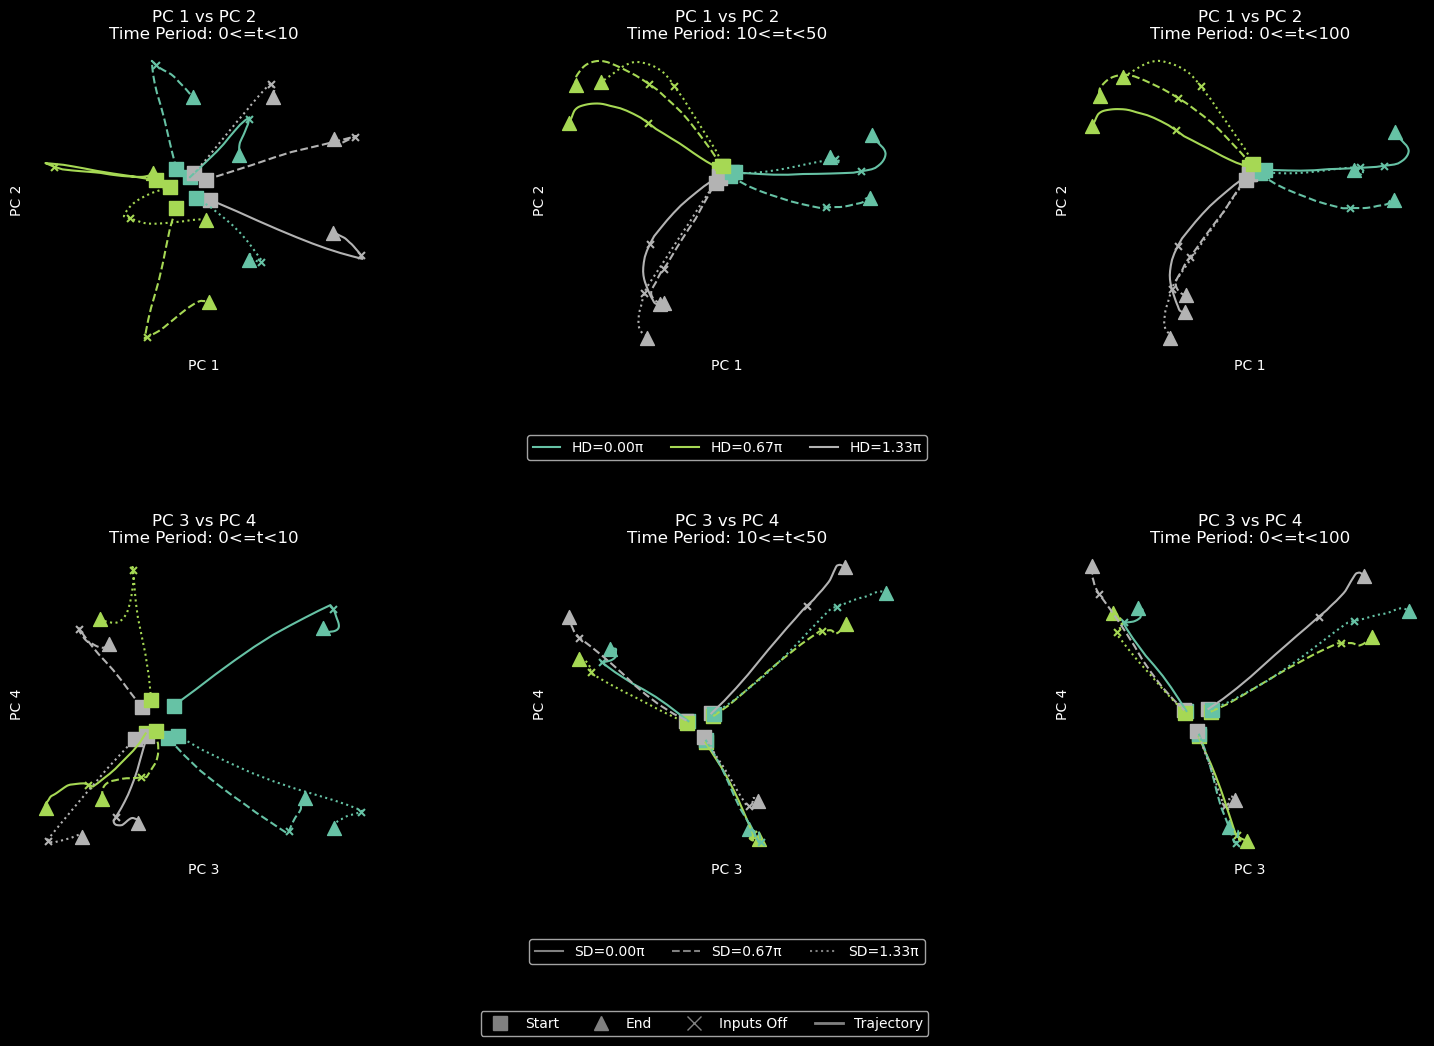 PC 1 vs PC 2
Time Period: 0<=t<10
PC 2
PC 1
PC 1 vs PC 2
Time Period: 10<=t<50
PC 2
PC 1
PC 1 vs PC 2
Time Period: 0<=t<100
PC 2
PC 1
HD=0.00π HD=0.67π HD=1.33π
PC 3 vs PC 4
Time Period: 0<=t<10
PC 4
PC 3
PC 3 vs PC 4
Time Period: 10<=t<50
PC 4
PC 3
PC 3 vs PC 4
Time Period: 0<=t<100
PC 4
PC 3
SD=0.00π SD=0.67π SD=1.33π
Start End Inputs Off Trajectory